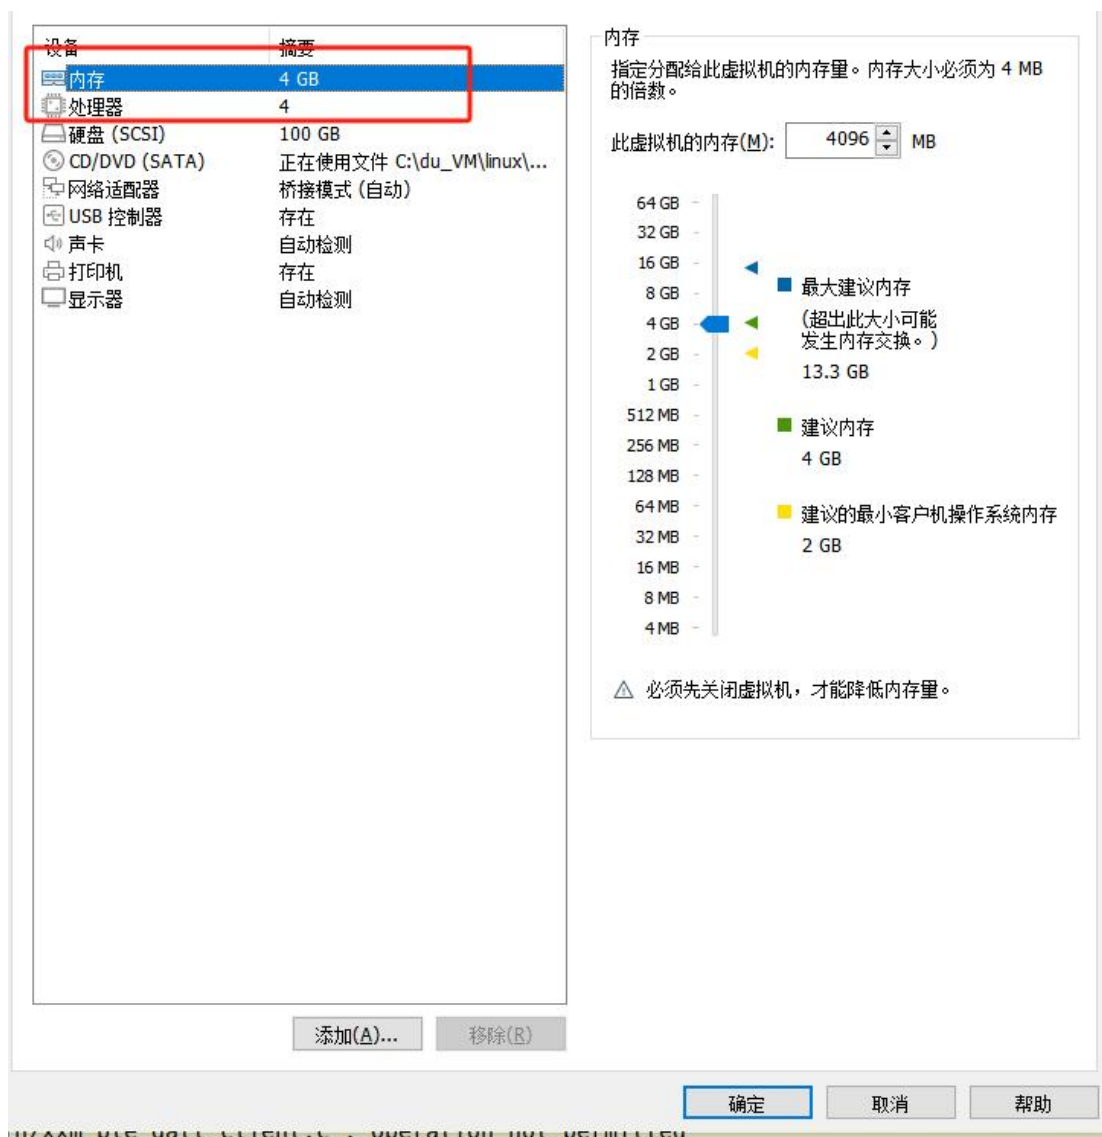 设备 摘要
内存 4 GB
处理器 4
硬盘 (SCSI) 100 GB
CD/DVD (SATA) 正在使用文件 C:\du_VM\linux\...
网络适配器 桥接模式 (自动)
USB 控制器 存在
声卡 自动检测
打印机 存在
显示器 自动检测
添加(A)... 移除(R)
内存
指定分配给此虚拟机的内存量。内存大小必须为 4 MB
的倍数。
此虚拟机的内存(M): 4096 MB
64 GB
32 GB
16 GB
8 GB
4 GB
2 GB
1 GB
512 MB
256 MB
128 MB
64 MB
32 MB
16 MB
8 MB
4 MB
最大建议内存
(超出此大小可能
发生内存交换。)
13.3 GB
建议内存
4 GB
建议的最小客户机操作系统内存
2 GB
必须先关闭虚拟机，才能降低内存量。
确定 取消 帮助